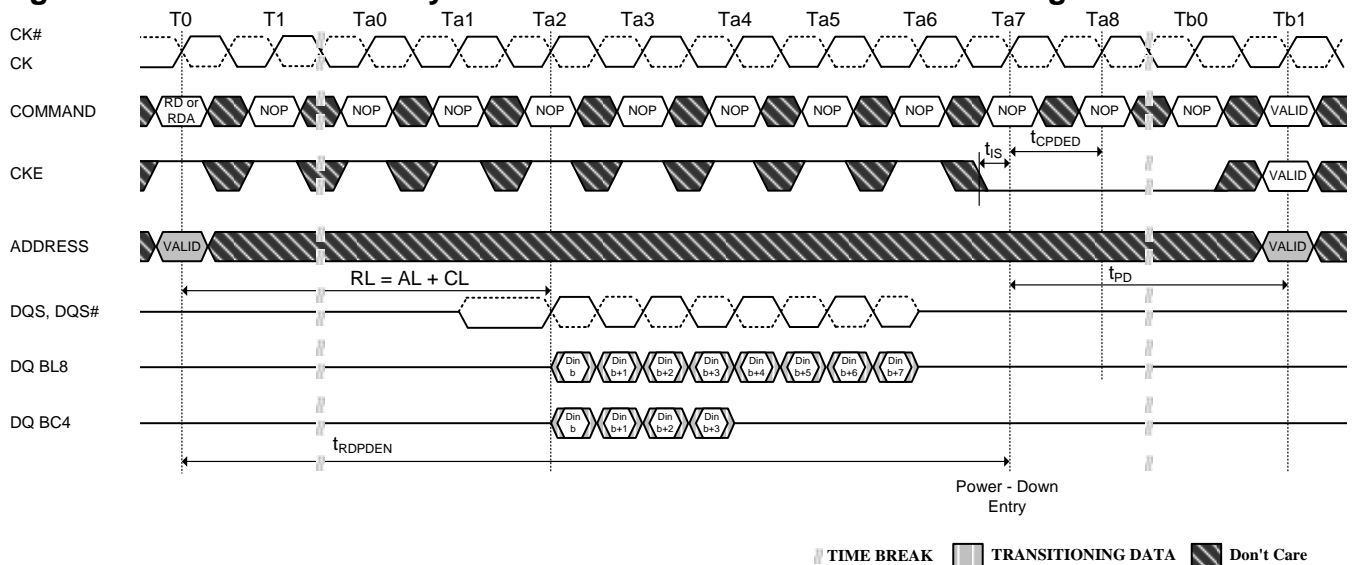 T0 T1 Ta0 Ta1 Ta2 Ta3 Ta4 Ta5 Ta6 Ta7 Ta8 Tb0 Tb1
CK#
CK
COMMAND RD or RDA NOP NOP NOP NOP NOP NOP NOP NOP NOP NOP NOP VALID
tIS tCPDED
CKE VALID
ADDRESS VALID VALID
RL = AL + CL tPD
DQS, DQS#
DQ BL8 Din b Din b+1 Din b+2 Din b+3 Din b+4 Din b+5 Din b+6 Din b+7
DQ BC4 Din b Din b+1 Din b+2 Din b+3
tRDPDEN
Power - Down
Entry
TIME BREAK TRANSITIONING DATA Don't Care